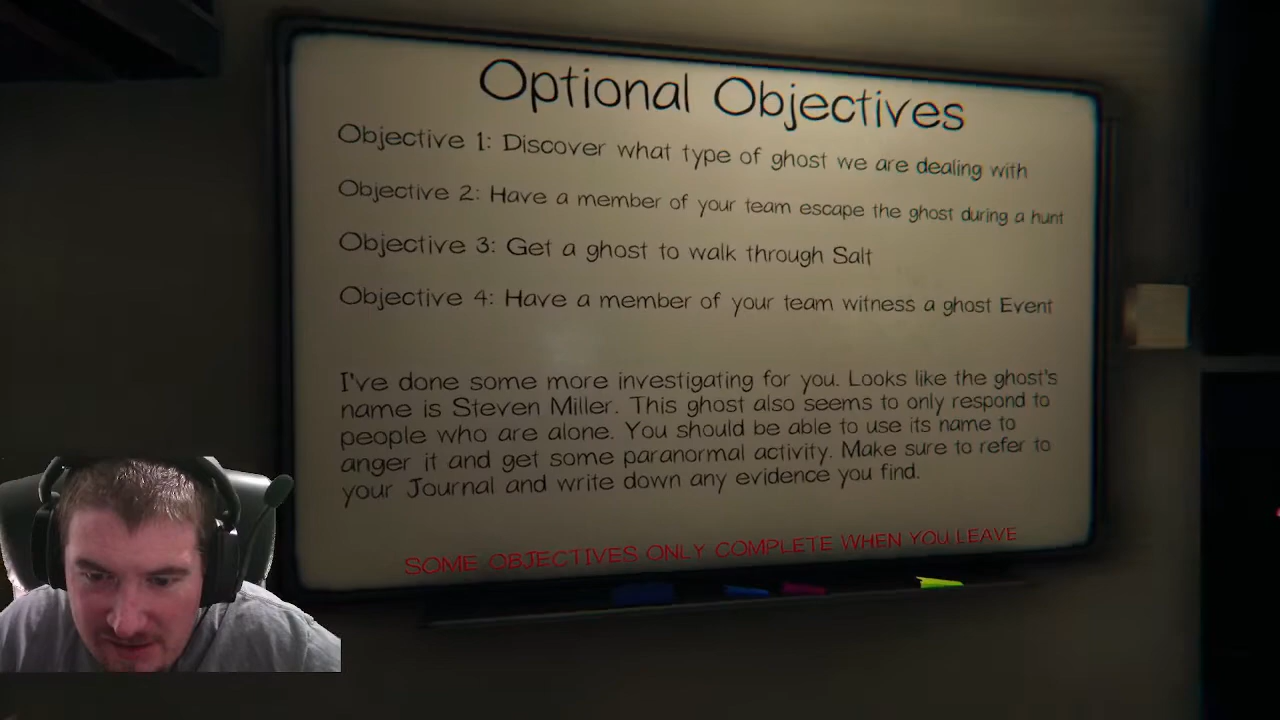 Optional Objectives
Objective 1: Discover what type of ghost we are dealing with
Objective 2: Have a member of your team escape the ghost during a hunt
Objective 3: Get a ghost to walk through Salt
Objective 4: Have a member of your team witness a ghost Event
I've done some more investigating for you. Looks like the ghost's
name is Steven Miller. This ghost also seems to only respond to
people who are alone. You should be able to use its name to
anger it and get some paranormal activity. Make sure to refer to
your Journal and write down any evidence you find.
SOME OBJECTIVES ONLY COMPLETE WHEN YOU LEAVE